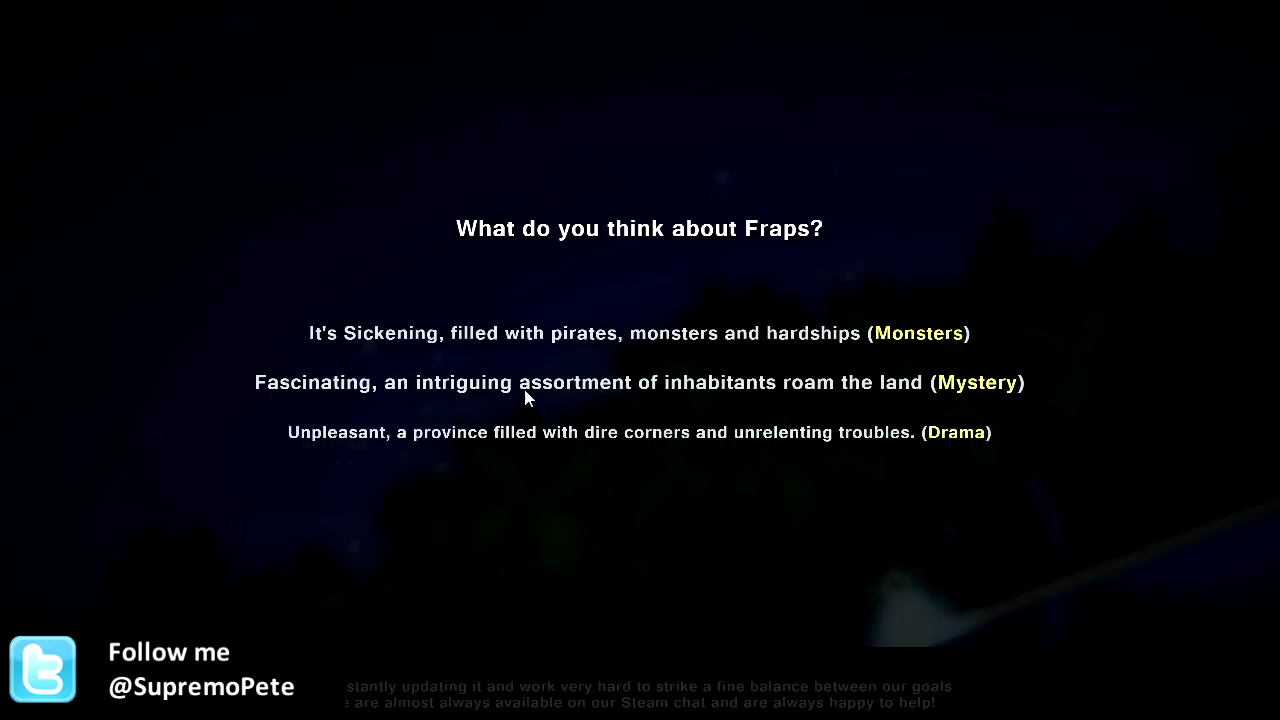 What do you think about Fraps?
It's Sickening, filled with pirates, monsters and hardships (Monsters)
Fascinating, an intriguing assortment of inhabitants roam the land (Mystery)
Unpleasant, a province filled with dire corners and unrelenting troubles. (Drama)
Follow me
@SupremoPete
stantly updating it and work very hard to strike a fine balance between our goals
are almost always available on our Steam chat and are always happy to help!